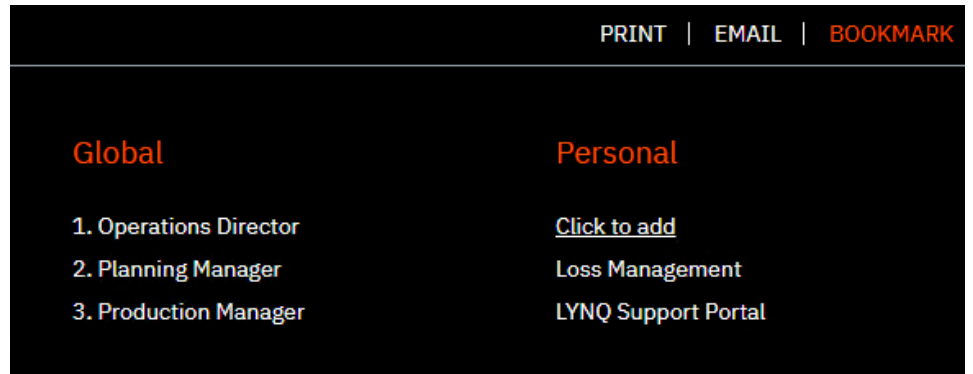 PRINT | EMAIL | BOOKMARK
Global
1. Operations Director
2. Planning Manager
3. Production Manager
Personal
Click to add
Loss Management
LYNQ Support Portal